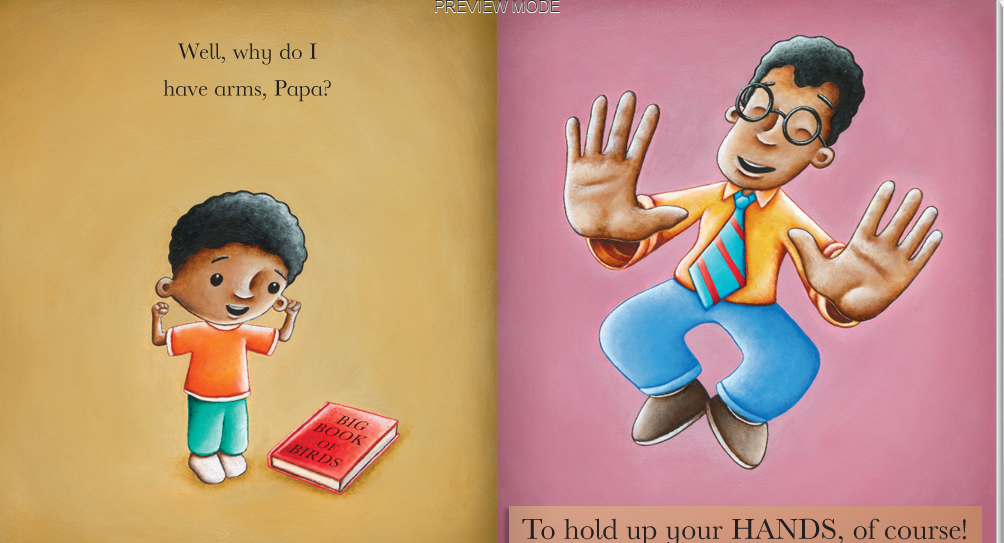 PREVIEW MODE
Well, why do I
have arms, Papa?
BIG
BOOK
OF
BIRDS
To hold up your HANDS, of course!